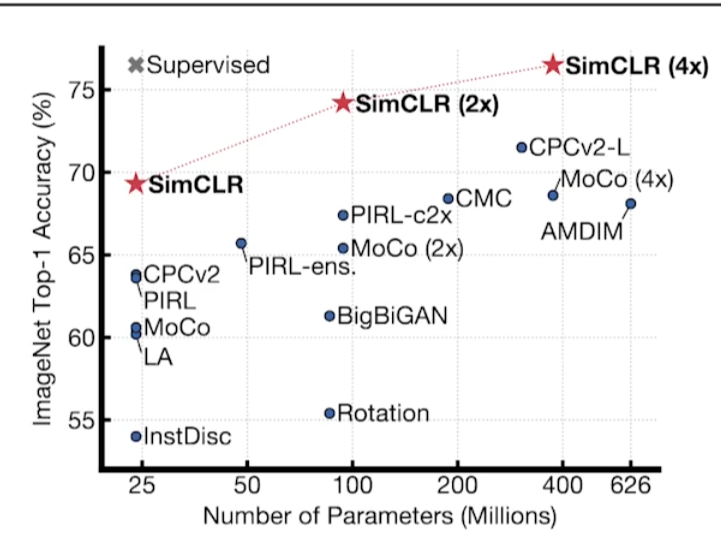 Supervised
SimCLR (4x)
75
SimCLR (2x)
CPCv2-L
70
SimCLR
MoCo (4x)
CMC
PIRL-c2x
AMDIM
65
MoCo (2x)
PIRL-ens.
CPCv2
PIRL
BigBiGAN
MoCo
60
LA
Rotation
55
InstDisc
ImageNet Top-1 Accuracy (%)
25 50 100 200 400 626
Number of Parameters (Millions)